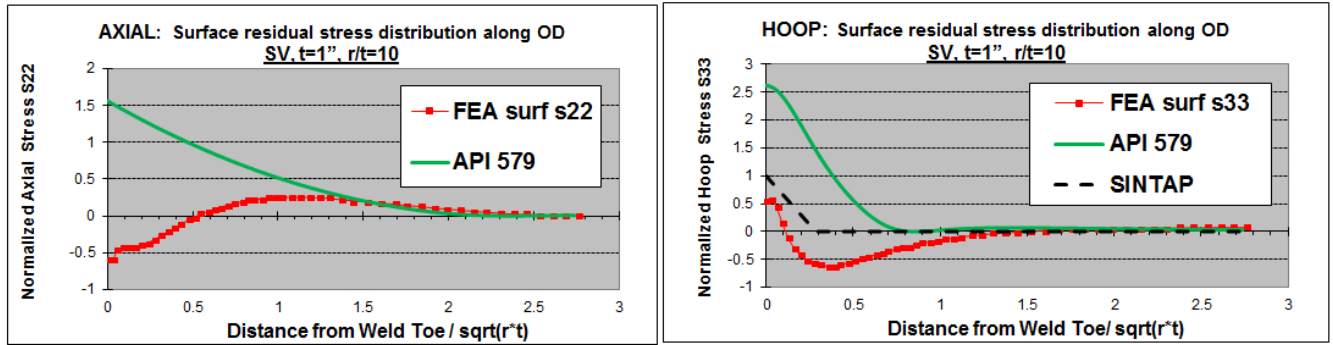 AXIAL: Surface residual stress distribution along OD
SV, t=1”, r/t=10
Normalized Axial Stress S22
2
1.5
1
0.5
0
-0.5
-1
FEA surf s22
API 579
0
0.5
1
1.5
2
2.5
3
Distance from Weld Toe / sqrt(r*t)
HOOP: Surface residual stress distribution along OD
SV, t=1”, r/t=10
Normalized Hoop Stress S33
3
2.5
2
1.5
1
0.5
0
-0.5
-1
FEA surf s33
API 579
SINTAP
0
0.5
1
1.5
2
2.5
3
Distance from Weld Toe/ sqrt(r*t)